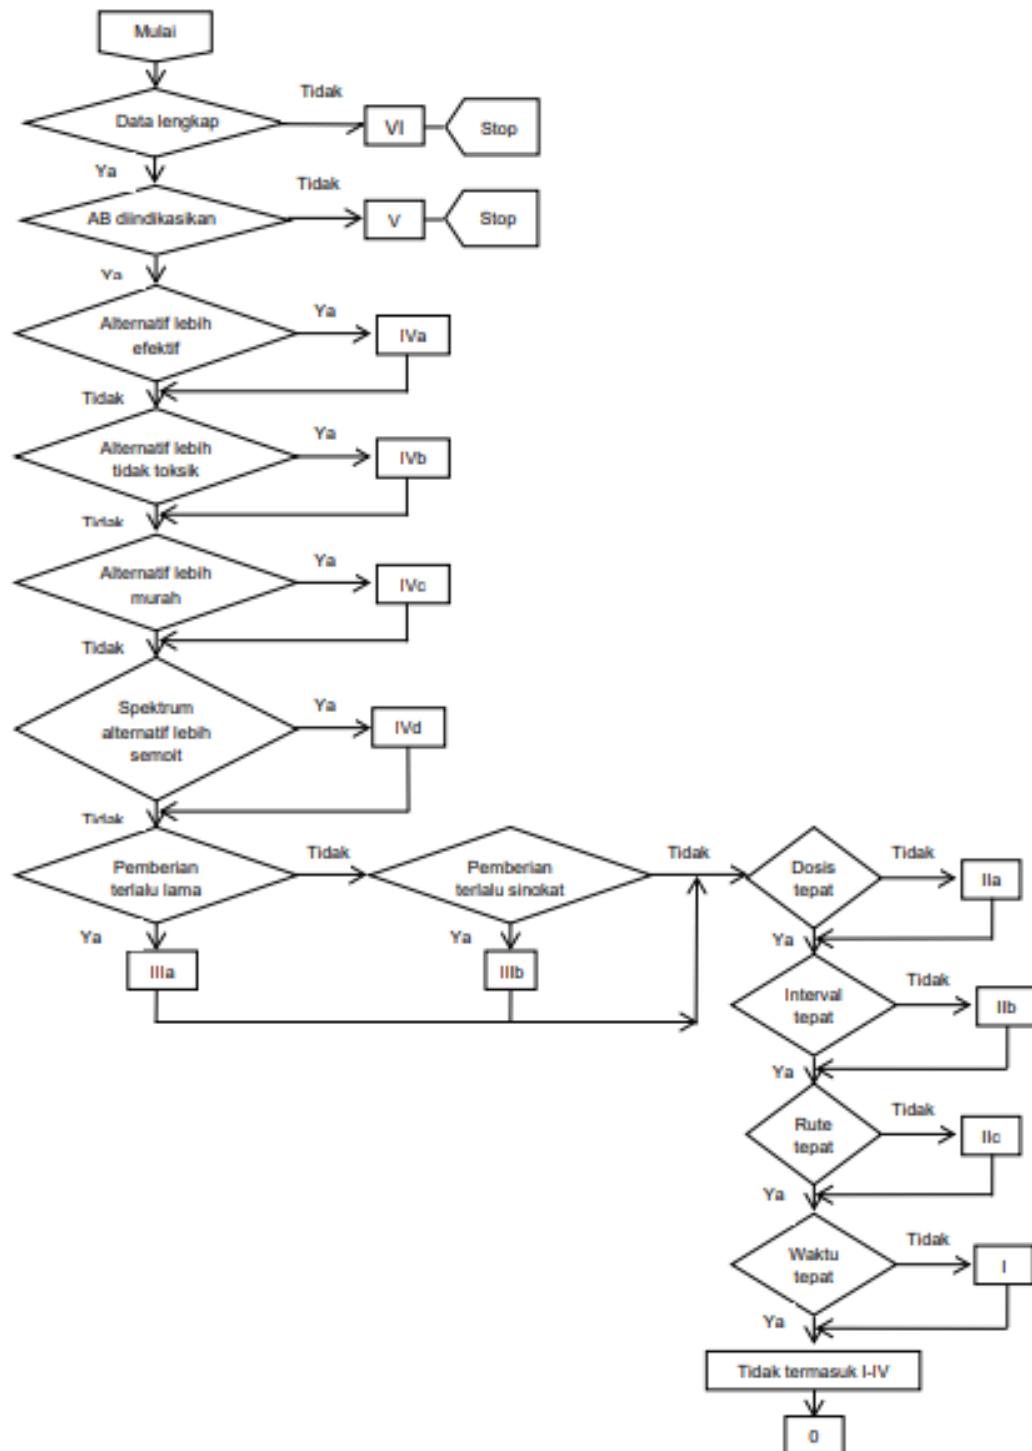 Mulai
Tidak
Data lengkap
VI
Stop
Ya
Tidak
AB diindikasikan
V
Stop
Ya
Ya
Alternatif lebih
efektif
IVa
Tidak
Ya
Alternatif lebih
tidak toksik
IVb
Tidak
Ya
Alternatif lebih
murah
IVc
Tidak
Ya
Spektrum
alternatif lebih
sempit
IVd
Tidak
Tidak
Pemberian
terlalu lama
Ya
IIIa
Tidak
Pemberian
terlalu singkat
Ya
IIIb
Tidak
Dosis
tepat
IIa
Ya
Tidak
Interval
tepat
IIb
Ya
Tidak
Rute
tepat
IIc
Ya
Tidak
Waktu
tepat
I
Ya
Tidak termasuk I-IV
0